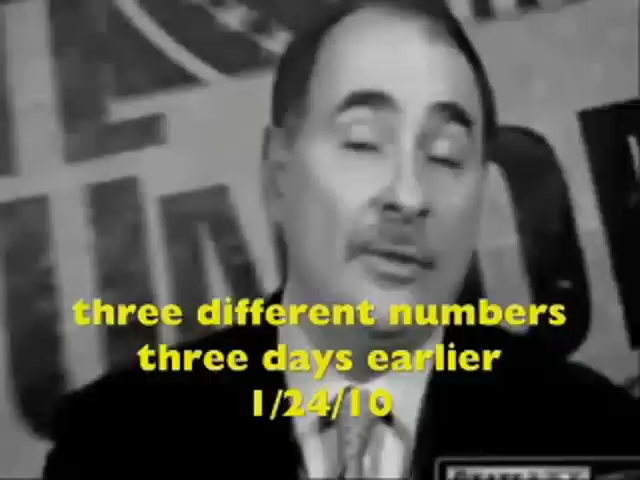 three different numbers
three days earlier
1/24/10